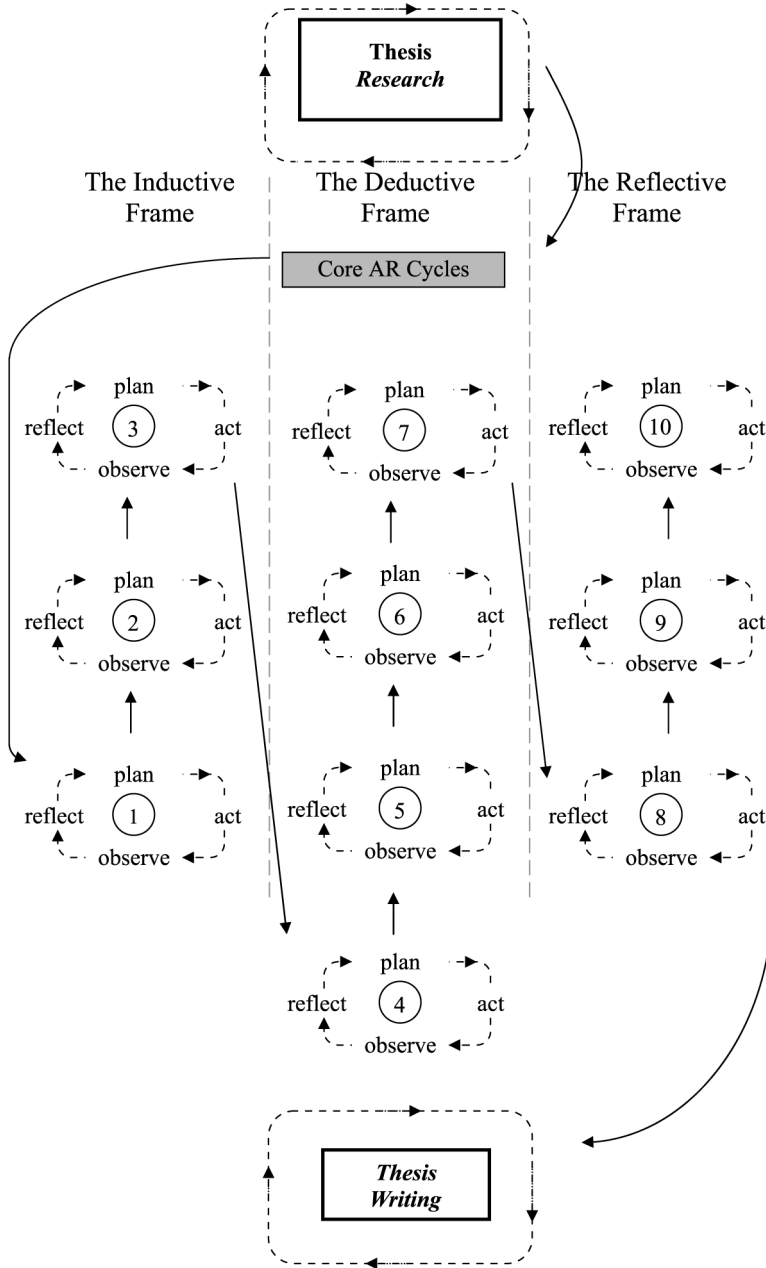 Thesis
Research
The Inductive
Frame
The Deductive
Frame
The Reflective
Frame
Core AR Cycles
plan
reflect
3
act
observe
plan
reflect
7
act
observe
plan
reflect
10
act
observe
plan
reflect
2
act
observe
plan
reflect
6
act
observe
plan
reflect
9
act
observe
plan
reflect
1
act
observe
plan
reflect
5
act
observe
plan
reflect
8
act
observe
plan
reflect
4
act
observe
Thesis
Writing